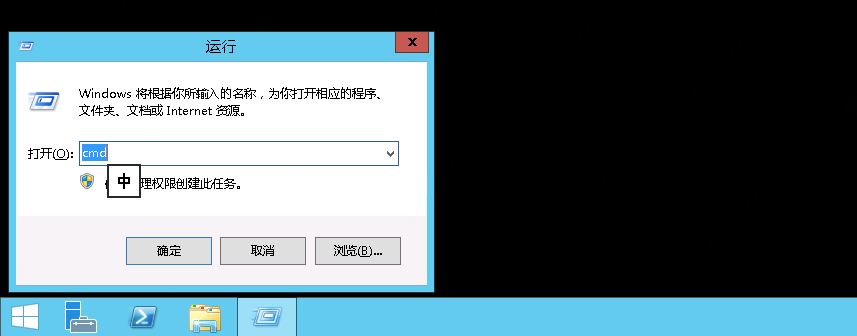 运行
Windows 将根据你所输入的名称，为你打开相应的程序、
文件夹、文档或 Internet 资源。
打开(O):
cmd
中
理权限创建此任务。
确定
取消
浏览(B)...